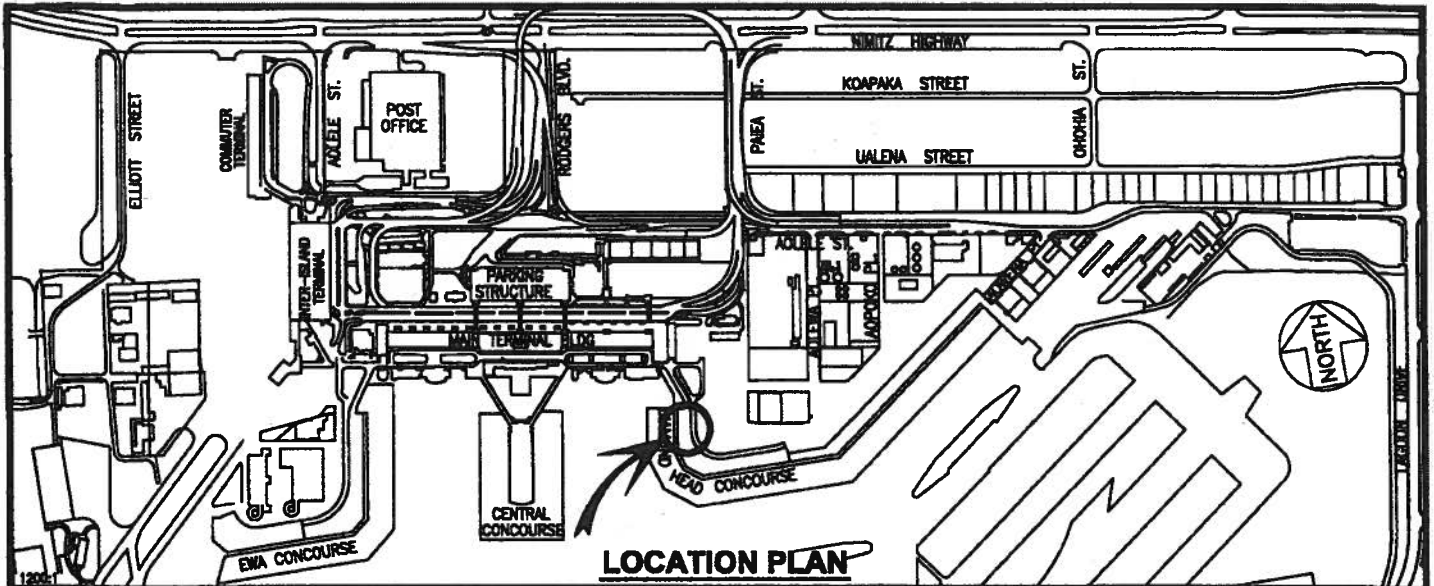 NIMITZ HIGHWAY
KOAPAKA STREET
UALENA STREET
ELLIOTT STREET
COMMUTER
TERMINAL
AOLELE ST.
POST
OFFICE
RODGERS BLVD.
PAIEA ST.
OHOHIA ST.
INTER-ISLAND
TERMINAL
PARKING
STRUCTURE
MAIN TERMINAL BLDG
AOLELE ST.
AOPOKO PL.
NORTH
LAGOON DRIVE
HEAD CONCOURSE
CENTRAL
CONCOURSE
EWA CONCOURSE
LOCATION PLAN
1200:1